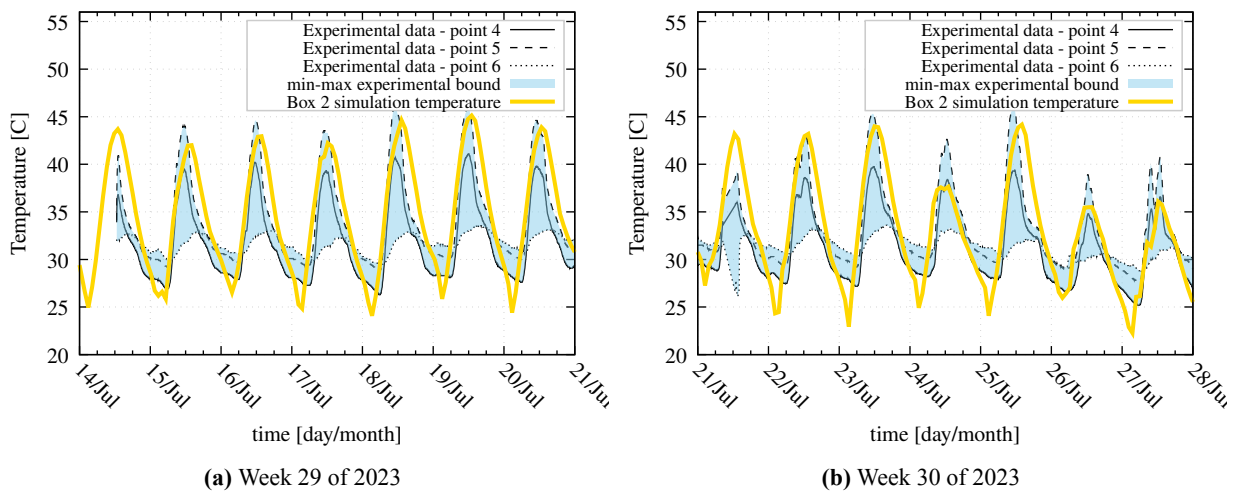 55
50
45
40
35
30
25
20
Temperature [C]
Experimental data - point 4
Experimental data - point 5
Experimental data - point 6
min-max experimental bound
Box 2 simulation temperature
14/Jul
15/Jul
16/Jul
17/Jul
18/Jul
19/Jul
20/Jul
21/Jul
time [day/month]
(a) Week 29 of 2023
55
50
45
40
35
30
25
20
Temperature [C]
Experimental data - point 4
Experimental data - point 5
Experimental data - point 6
min-max experimental bound
Box 2 simulation temperature
21/Jul
22/Jul
23/Jul
24/Jul
25/Jul
26/Jul
27/Jul
28/Jul
time [day/month]
(b) Week 30 of 2023